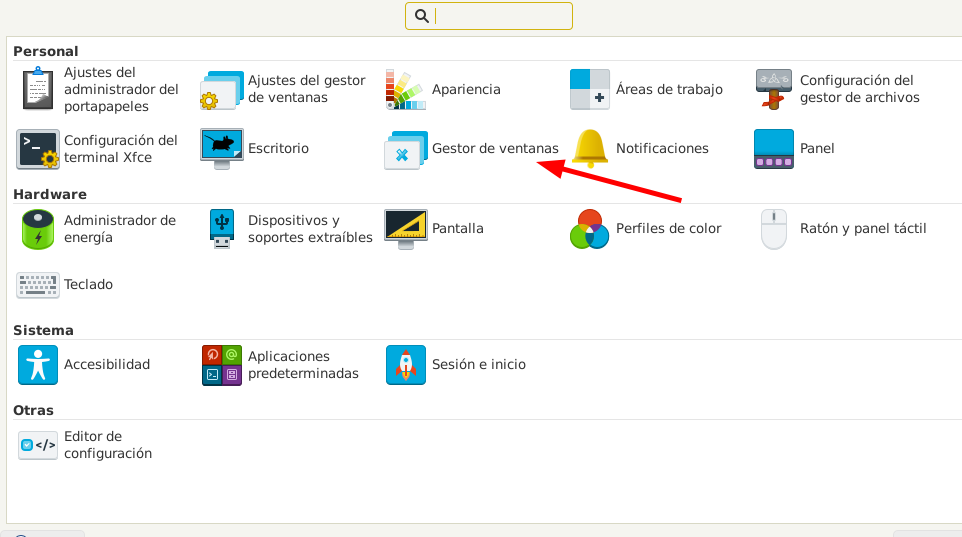 Personal
Ajustes del
administrador del
portapapeles
Ajustes del gestor
de ventanas
Apariencia
Áreas de trabajo
Configuración del
gestor de archivos
Configuración del
terminal Xfce
Escritorio
Gestor de ventanas
Notificaciones
Panel
Hardware
Administrador de
energía
Dispositivos y
soportes extraíbles
Pantalla
Perfiles de color
Ratón y panel táctil
Teclado
Sistema
Accesibilidad
Aplicaciones
predeterminadas
Sesión e inicio
Otras
Editor de
configuración